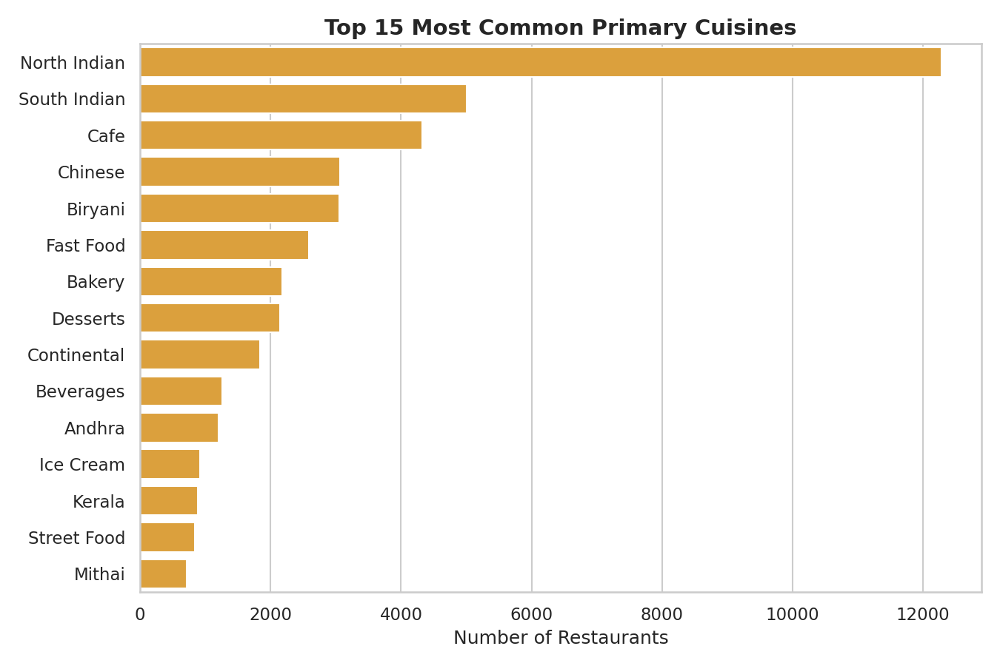 Top 15 Most Common Primary Cuisines
North Indian
South Indian
Cafe
Chinese
Biryani
Fast Food
Bakery
Desserts
Continental
Beverages
Andhra
Ice Cream
Kerala
Street Food
Mithai
0 2000 4000 6000 8000 10000 12000
Number of Restaurants